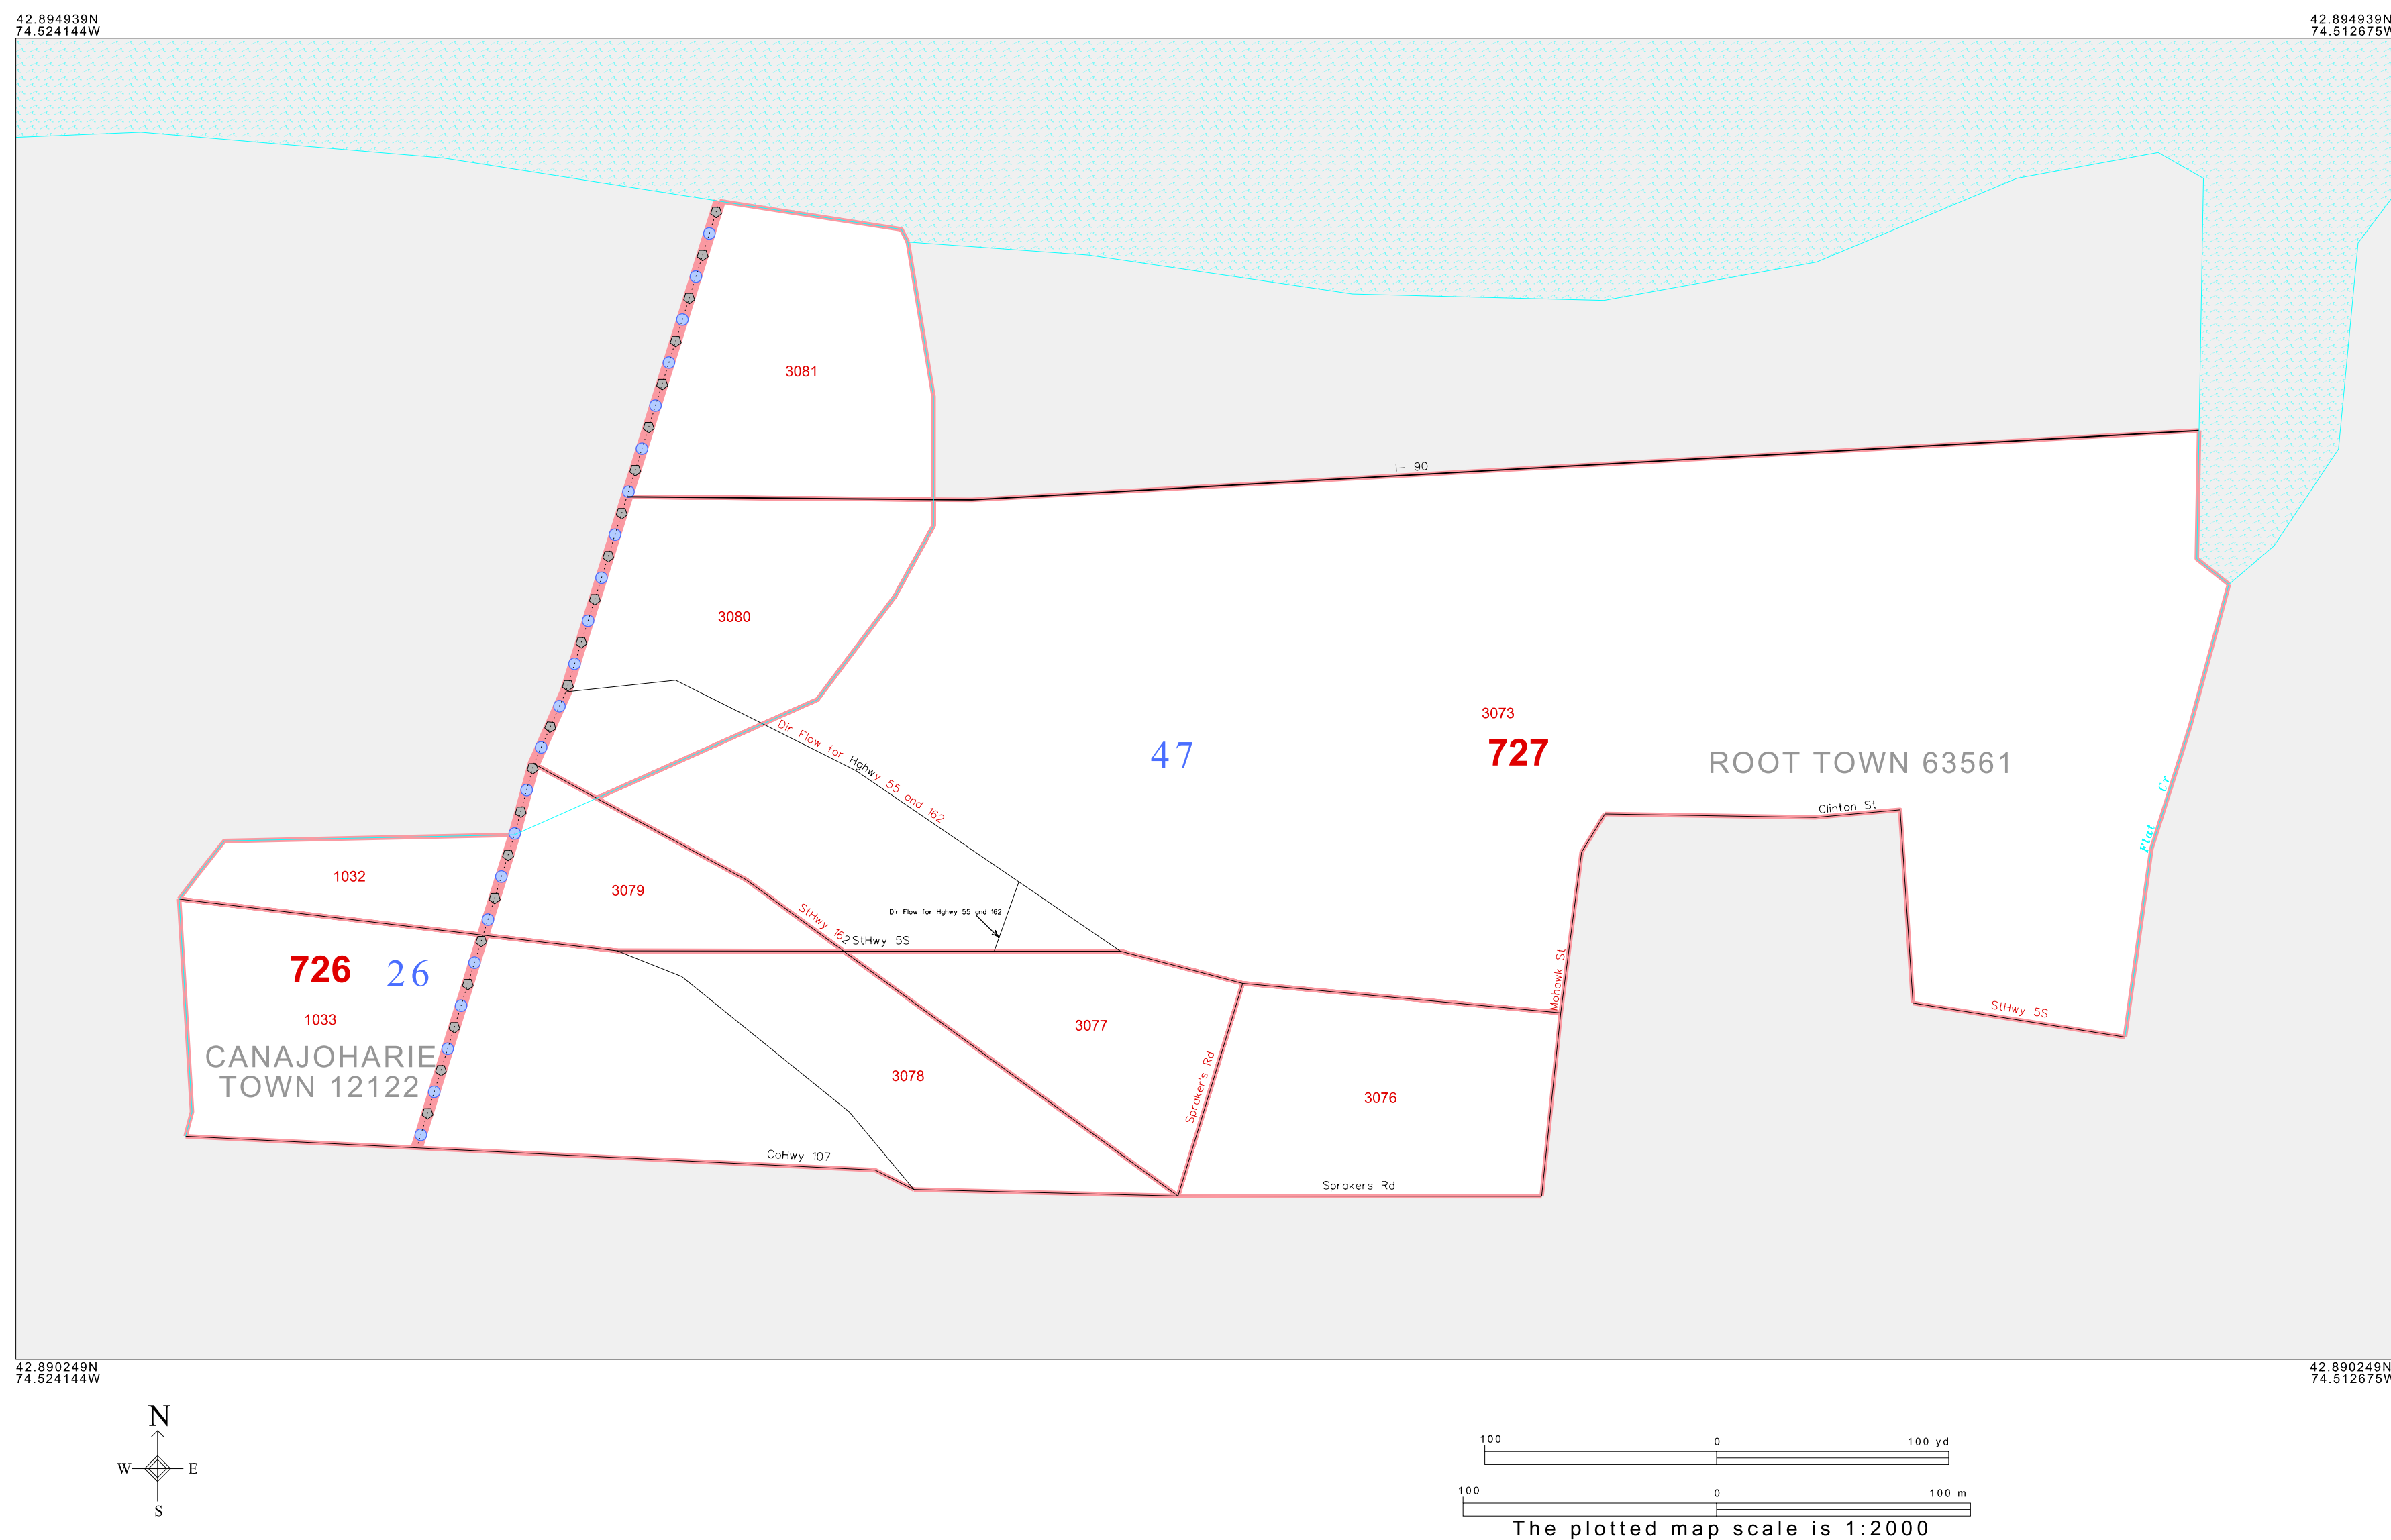 42.894939N
74.524144W
42.894939N
74.512675W
I- 90
3081
3080
3073
727
47
ROOT TOWN 63561
Dir Flow for Hghwy 55 and 162
Clinton St
Flat Cr
1032
3079
Dir Flow for Hghwy 55 and 162
StHwy 162
StHwy 5S
Mohawk St
StHwy 5S
726
26
1033
CANAJOHARIE
TOWN 12122
3077
3078
Spraker's Rd
3076
CoHwy 107
Sprakers Rd
42.890249N
74.524144W
42.890249N
74.512675W
N
W
E
S
100 0 100 yd
100 0 100 m
The plotted map scale is 1:2000